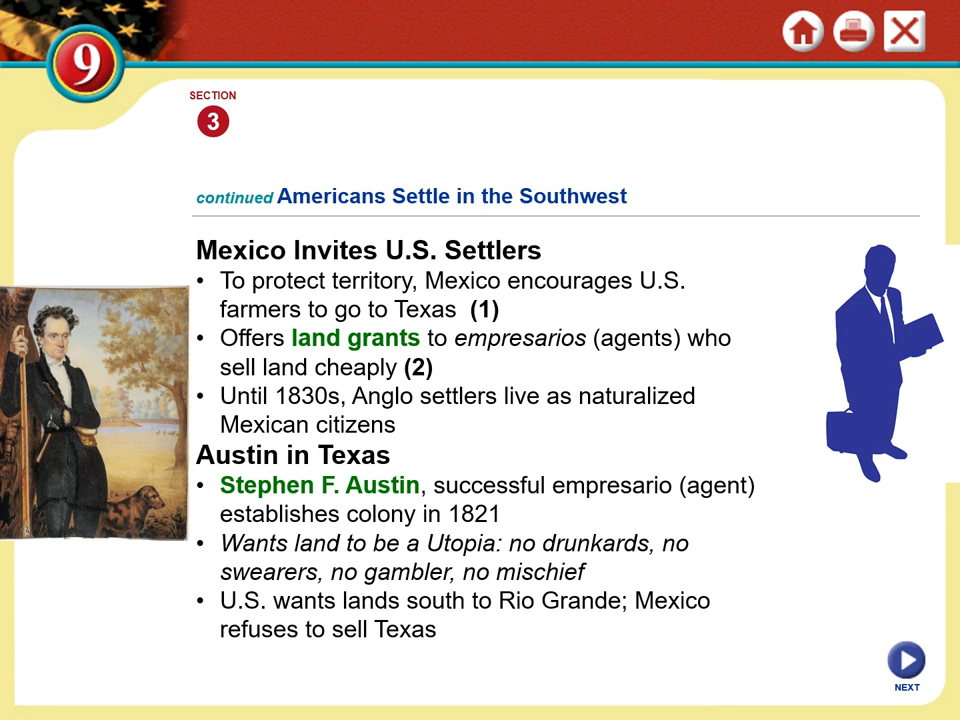 9
SECTION
3
continued Americans Settle in the Southwest
Mexico Invites U.S. Settlers
• To protect territory, Mexico encourages U.S.
farmers to go to Texas (1)
• Offers land grants to empresarios (agents) who
sell land cheaply (2)
• Until 1830s, Anglo settlers live as naturalized
Mexican citizens
Austin in Texas
• Stephen F. Austin, successful empresario (agent)
establishes colony in 1821
• Wants land to be a Utopia: no drunkards, no
swearers, no gambler, no mischief
• U.S. wants lands south to Rio Grande; Mexico
refuses to sell Texas
NEXT